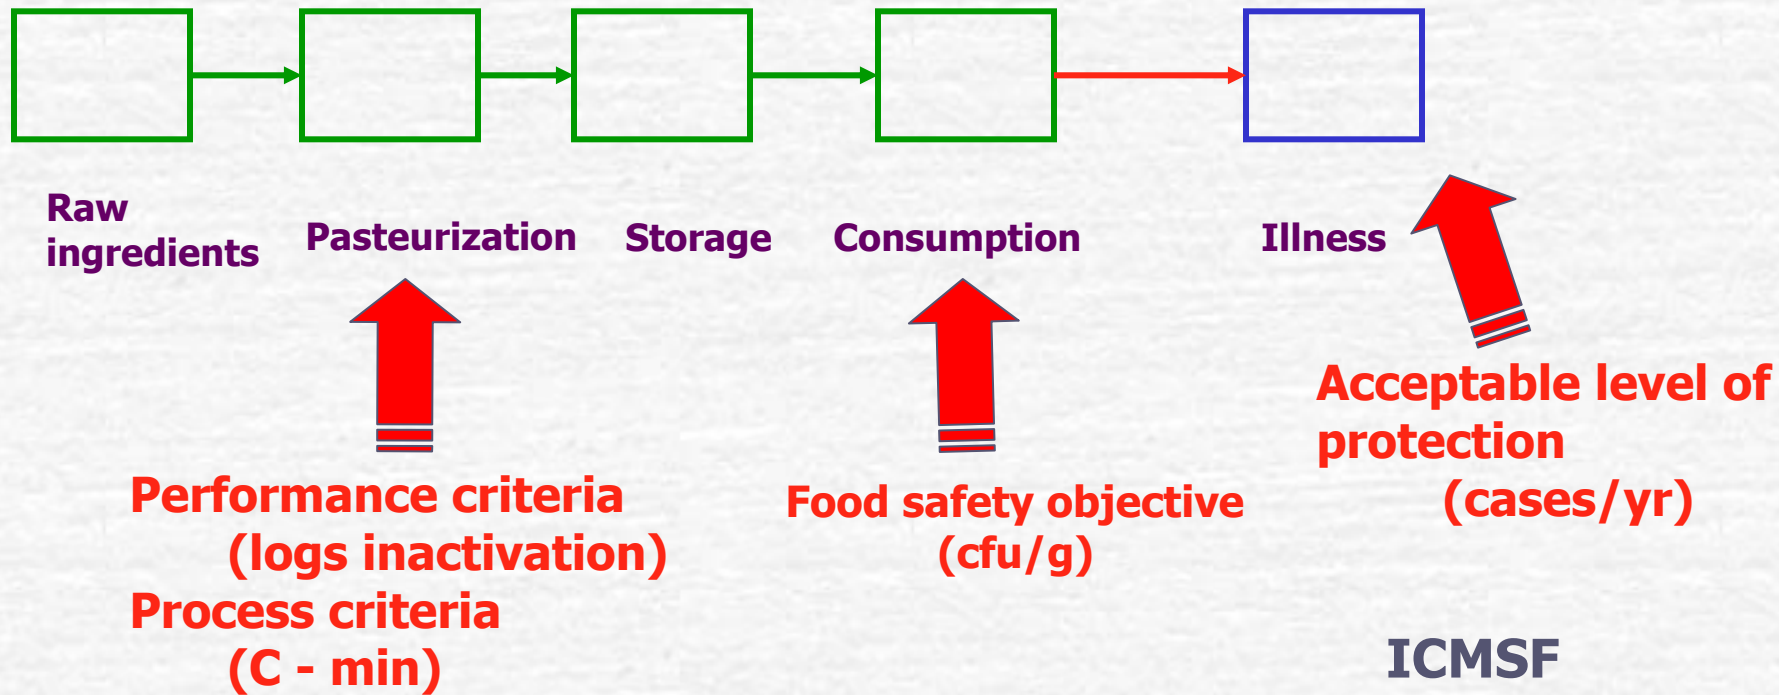 Raw
ingredients
Pasteurization
Storage
Consumption
Illness
Performance criteria
(logs inactivation)
Process criteria
(C - min)
Food safety objective
(cfu/g)
Acceptable level of
protection
(cases/yr)
ICMSF